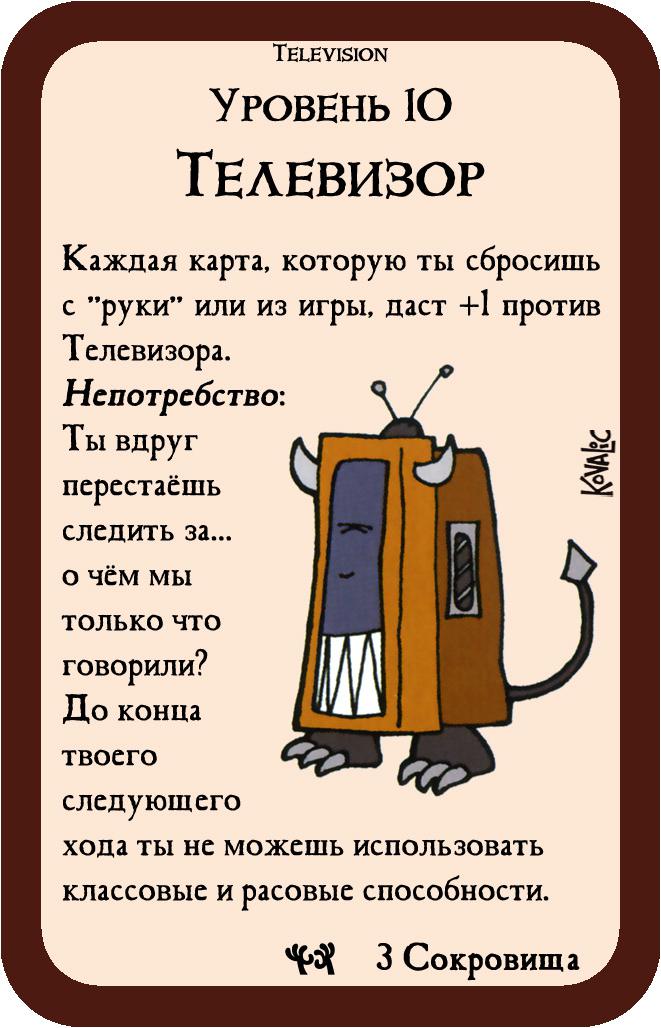 Television
Уровень 10
Телевизор
Каждая карта, которую ты сбросишь
с "руки" или из игры, даст +1 против
Телевизора.
Непотребство:
Ты вдруг
перестаёшь
следить за...
о чём мы
только что
говорили?
До конца
твоего
следующего
хода ты не можешь использовать
классовые и расовые способности.
Kovalic
3 Сокровища